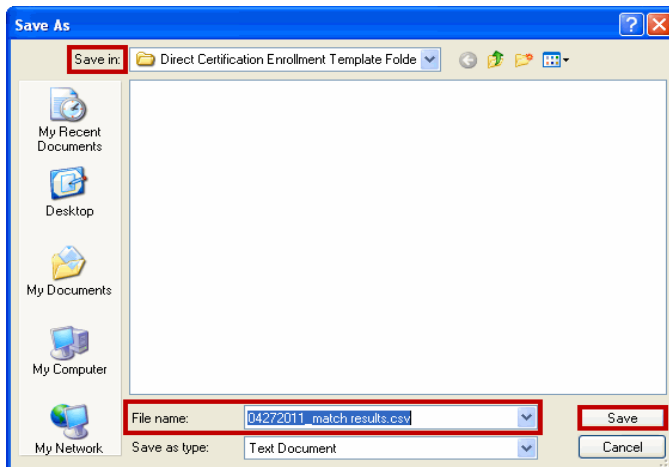 Save As
Save in: Direct Certification Enrollment Template Folde
My Recent
Documents
Desktop
My Documents
My Computer
My Network
File name: 04272011_match results.csv Save
Save as type: Text Document Cancel